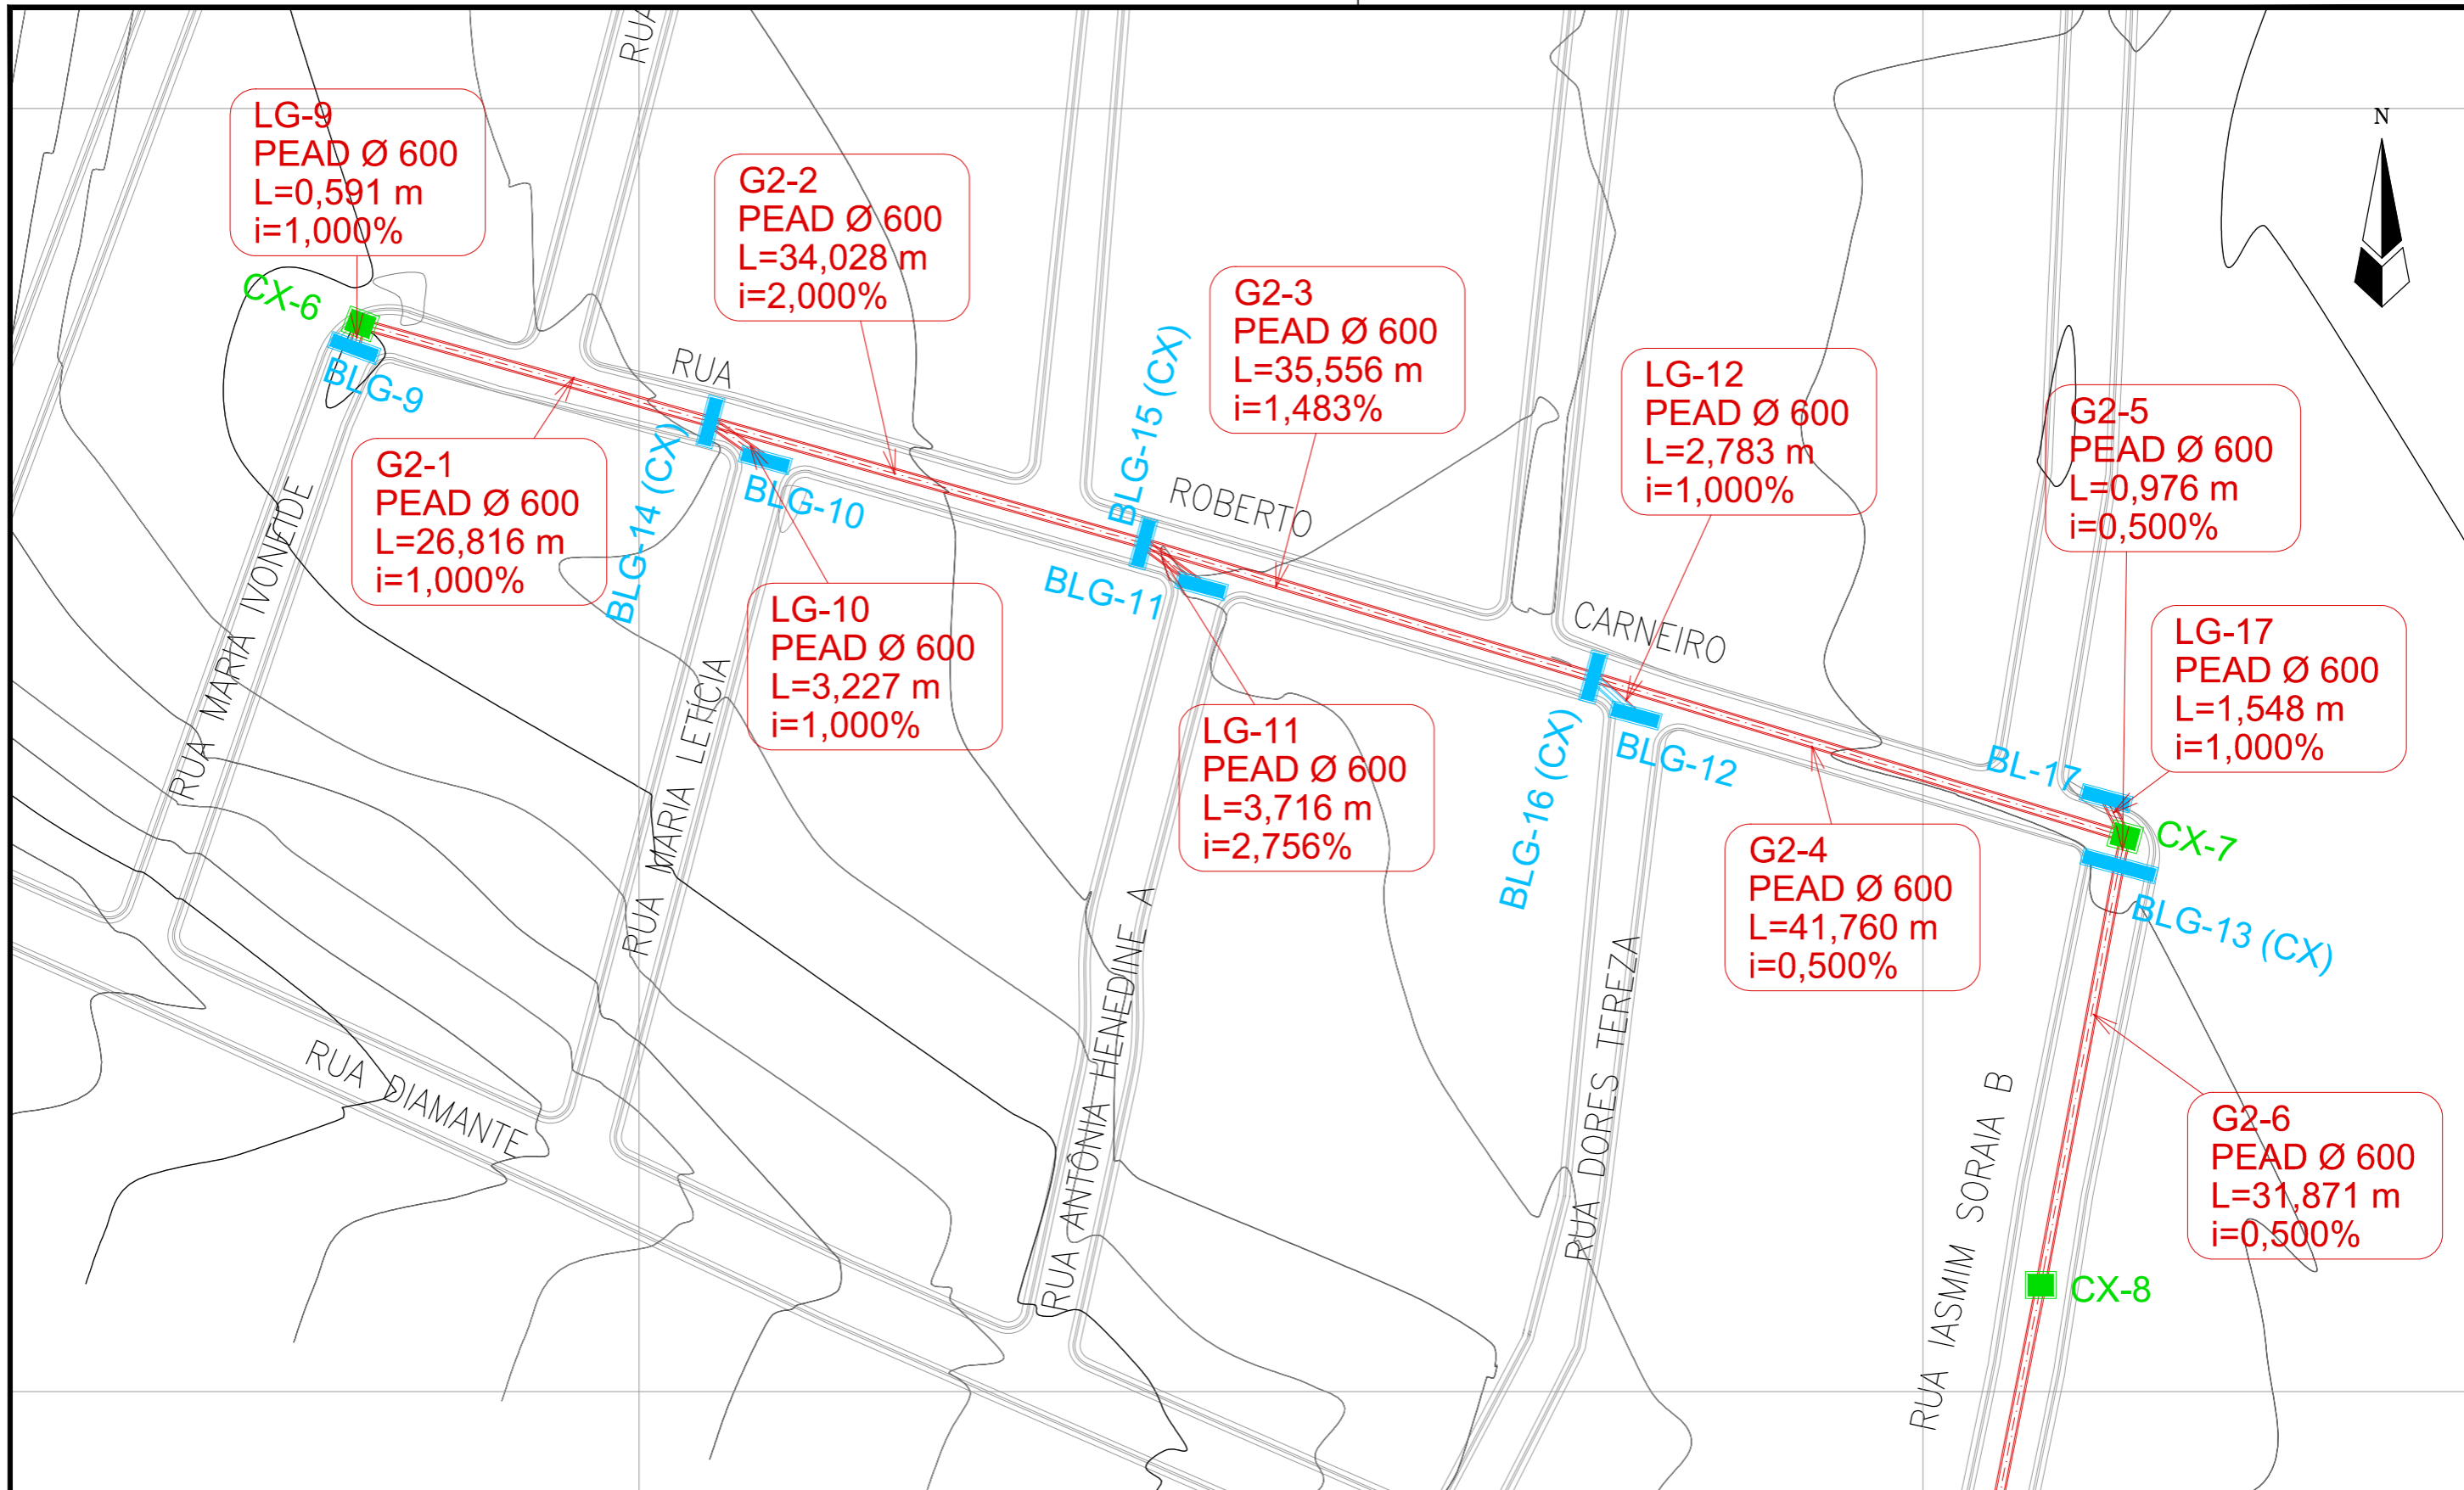 RUA
N
LG-9
PEAD Ø 600
L=0,591 m
i=1,000%
G2-2
PEAD Ø 600
L=34,028 m
i=2,000%
G2-3
PEAD Ø 600
L=35,556 m
i=1,483%
LG-12
PEAD Ø 600
L=2,783 m
i=1,000%
G2-5
PEAD Ø 600
L=0,976 m
i=0,500%
CX-6
BLG-9
RUA
BLG-15 (CX)
ROBERTO
G2-1
PEAD Ø 600
L=26,816 m
i=1,000%
BLG-14 (CX)
BLG-10
BLG-11
LG-10
PEAD Ø 600
L=3,227 m
i=1,000%
CARNEIRO
LG-17
PEAD Ø 600
L=1,548 m
i=1,000%
RUA MARIA IVONEIDE
RUA MARIA LETÍCIA
LG-11
PEAD Ø 600
L=3,716 m
i=2,756%
BLG-16 (CX)
BLG-12
BL-17
CX-7
G2-4
PEAD Ø 600
L=41,760 m
i=0,500%
BLG-13 (CX)
RUA DIAMANTE
RUA ANTÔNIA HENEDINE A
RUA DORES TEREZA
RUA IASMIM SORAIA B
G2-6
PEAD Ø 600
L=31,871 m
i=0,500%
CX-8